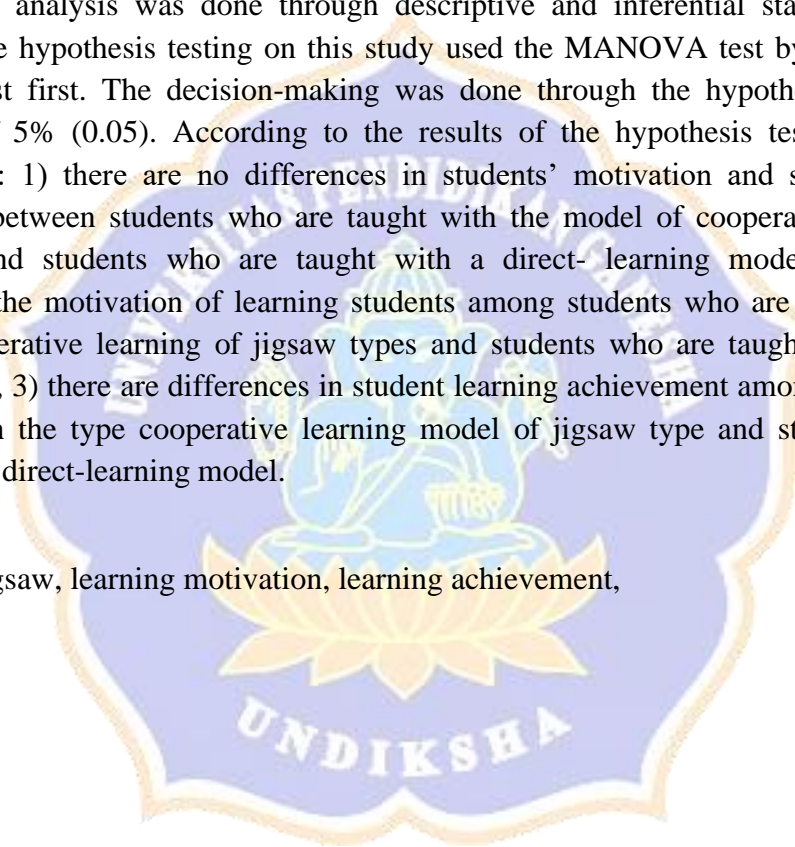 analysis was done through descriptive and inferential sta
e hypothesis testing on this study used the MANOVA test by
st first. The decision-making was done through the hypoth
5% (0.05). According to the results of the hypothesis tes
: 1) there are no differences in students' motivation and s
between students who are taught with the model of coopera
nd students who are taught with a direct- learning mode
the motivation of learning students among students who are
erative learning of jigsaw types and students who are taugh
, 3) there are differences in student learning achievement amon
n the type cooperative learning model of jigsaw type and st
direct-learning model.
gsaw, learning motivation, learning achievement,
UNIVERSITAS PENDIDIKAN GANESHA
UNDIKSHA